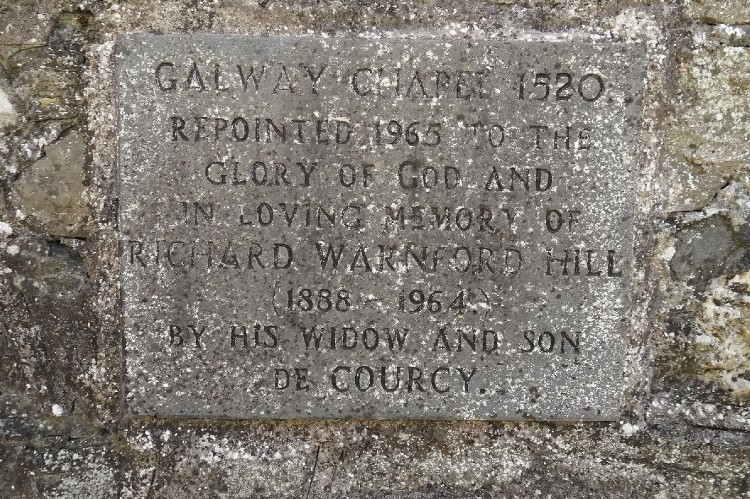 GALWAY CHAPEL 1520.
REPOINTED 1965 TO THE
GLORY OF GOD AND
IN LOVING MEMORY OF
RICHARD WARNFORD HILL
(1888 - 1964.)
BY HIS WIDOW AND SON
DE COURCY.